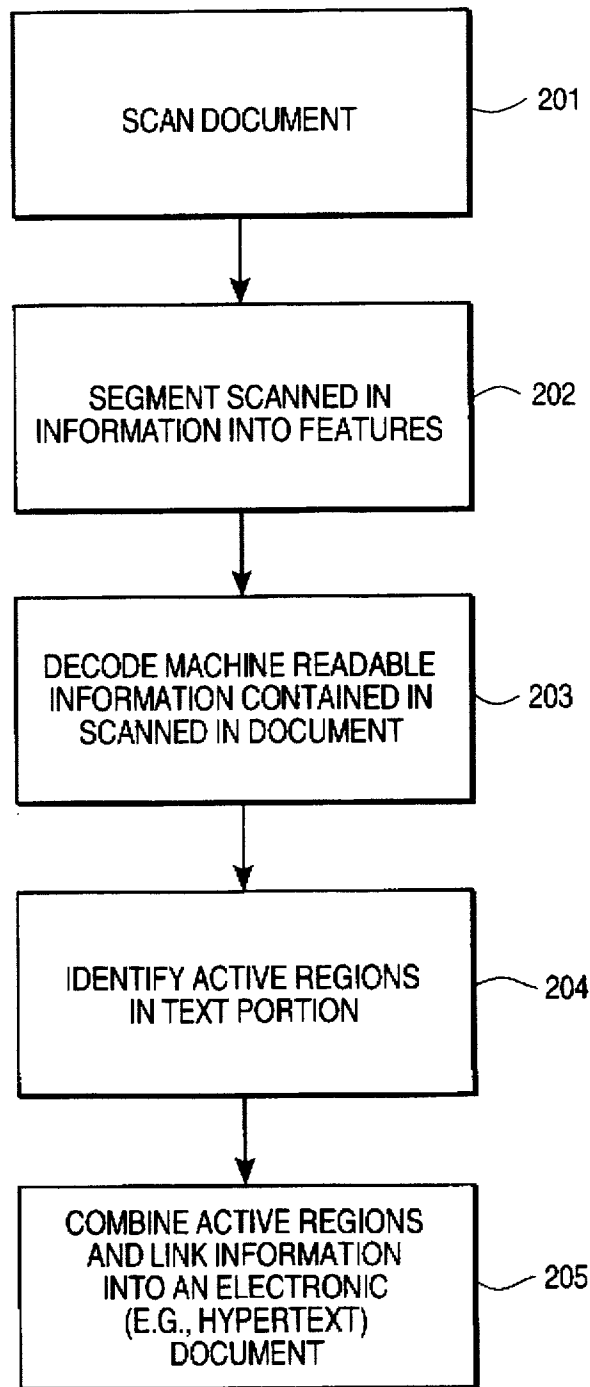 SCAN DOCUMENT
201
SEGMENT SCANNED IN
INFORMATION INTO FEATURES
202
DECODE MACHINE READABLE
INFORMATION CONTAINED IN
SCANNED IN DOCUMENT
203
IDENTIFY ACTIVE REGIONS
IN TEXT PORTION
204
COMBINE ACTIVE REGIONS
AND LINK INFORMATION
INTO AN ELECTRONIC
(E.G., HYPERTEXT)
DOCUMENT
205